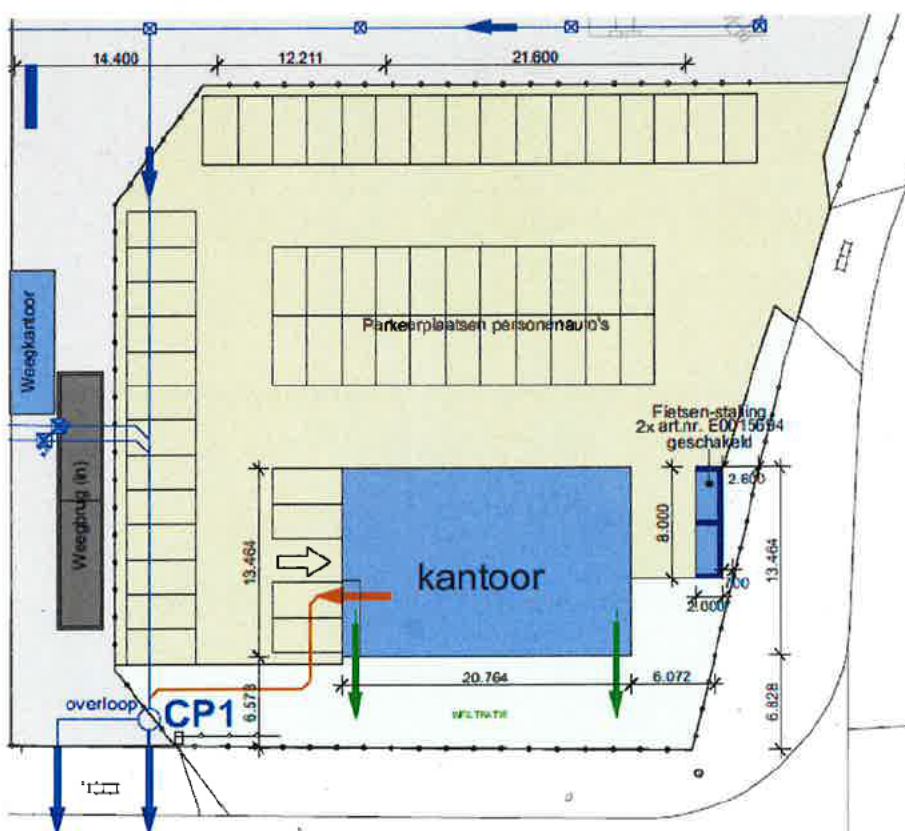 14.400
12.211
21.600
Parkeerplaatsen personenauto's
Weegkantoor
Weegbrug (in)
Fietsen-stalling
2x art.nr. E0015694
geschakeld
2.600
8.000
13.464
13.464
kantoor
700
2.000
20.764
6.072
6.573
6.828
overloop
CP1
INFILTRATIE